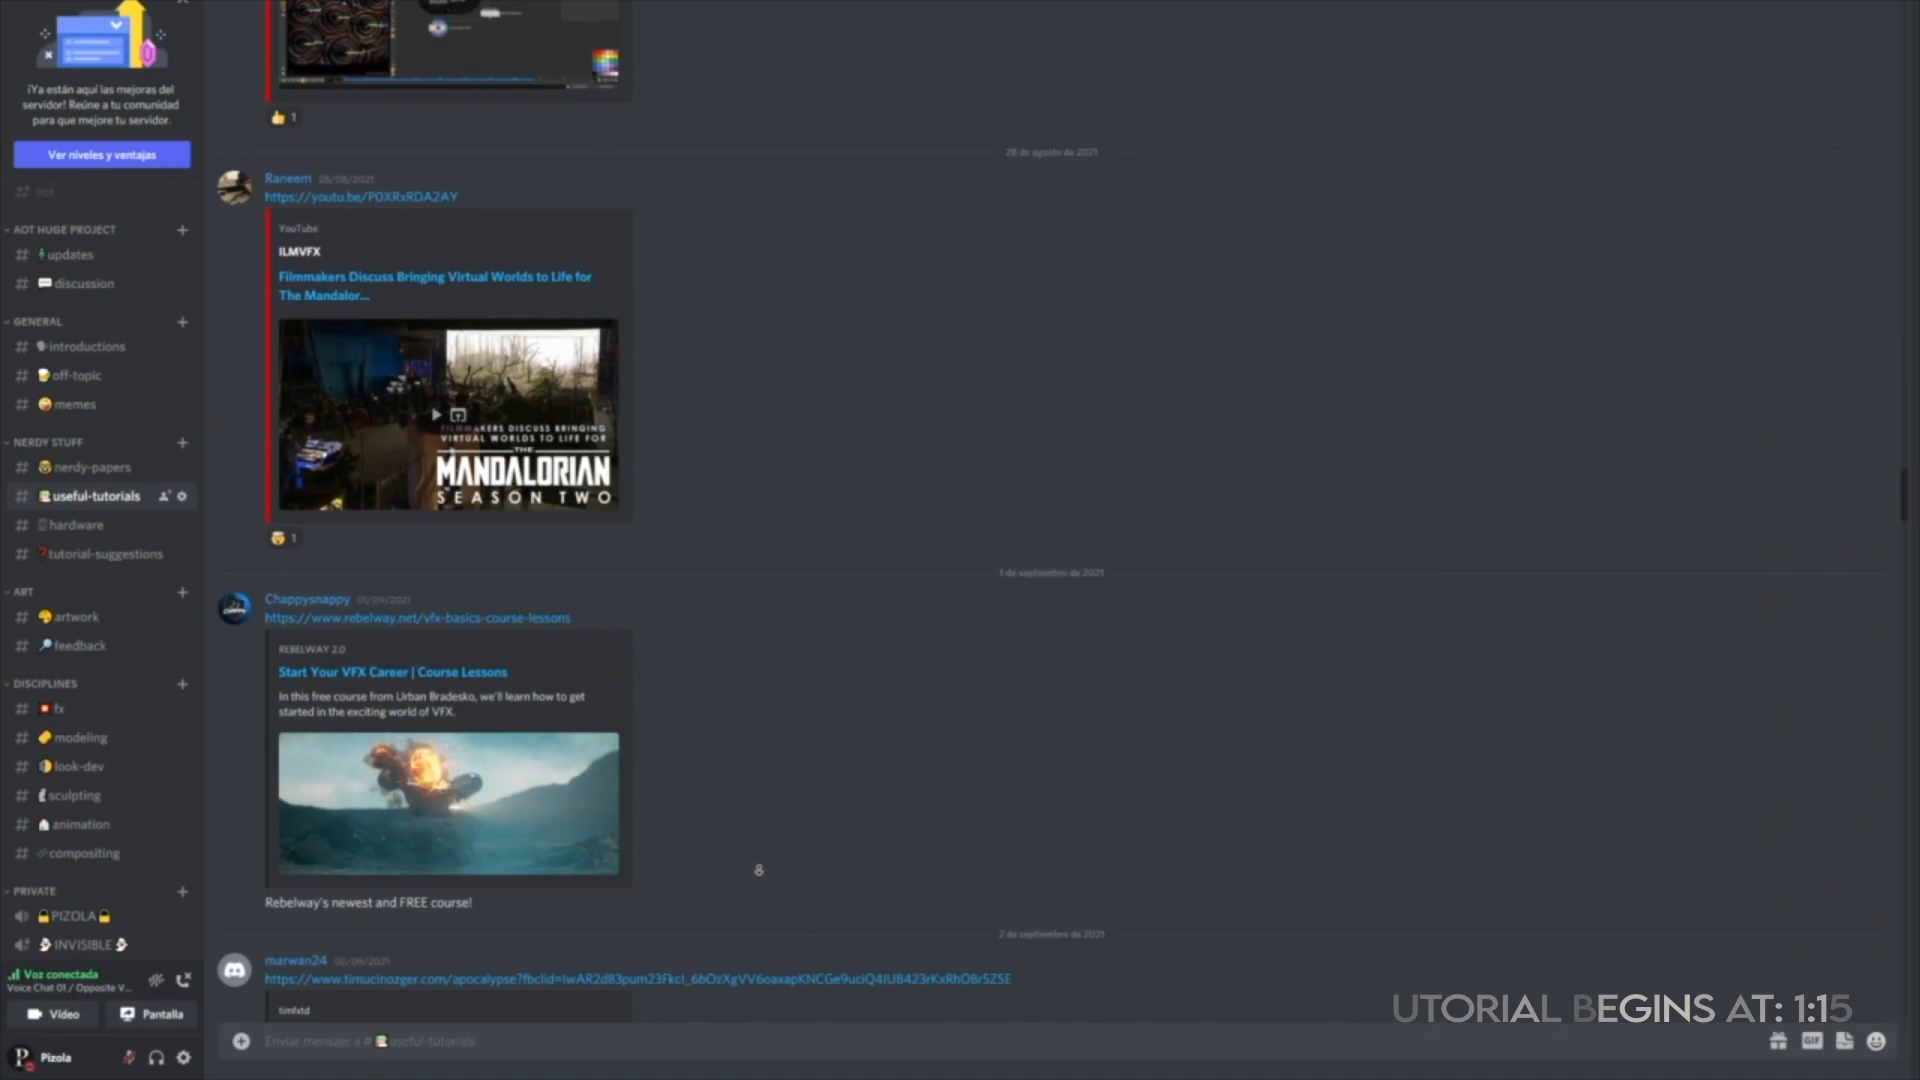 ¡Ya están aquí las mejoras del
servidor! Reúne a tu comunidad
para que mejore tu servidor.
Ver niveles y ventajas
bot
AOT HUGE PROJECT
updates
discussion
GENERAL
introductions
off-topic
memes
NERDY STUFF
nerdy-papers
useful-tutorials
hardware
tutorial-suggestions
ART
artwork
feedback
DISCIPLINES
fx
modeling
look-dev
sculpting
animation
compositing
PRIVATE
PIZOLA
INVISIBLE
Voz conectada
Voice Chat 01 / Opposite V...
Vídeo
Pantalla
Pizola
1
28 de agosto de 2021
Raneem 28/08/2021
https://youtu.be/P0XRxRDA2AY
YouTube
ILMVFX
Filmmakers Discuss Bringing Virtual Worlds to Life for
The Mandalor...
FILMMAKERS DISCUSS BRINGING
VIRTUAL WORLDS TO LIFE FOR
THE
MANDALORIAN
SEASON TWO
1
1 de septiembre de 2021
Chappysnappy 01/09/2021
https://www.rebelway.net/vfx-basics-course-lessons
REBELWAY 2.0
Start Your VFX Career | Course Lessons
In this free course from Urban Bradesko, we'll learn how to get
started in the exciting world of VFX.
Rebelway's newest and FREE course!
2 de septiembre de 2021
marwan24 02/09/2021
https://www.timucinozger.com/apocalypse?fbclid=IwAR2dB3pum23FkcI_6bOzXgVV6oaxapKNCGe9uciQ4IU8423rKxRhOBrSZSE
timfxtd
Enviar mensaje a # useful-tutorials
GIF
UTORIAL BEGINS AT: 1:15